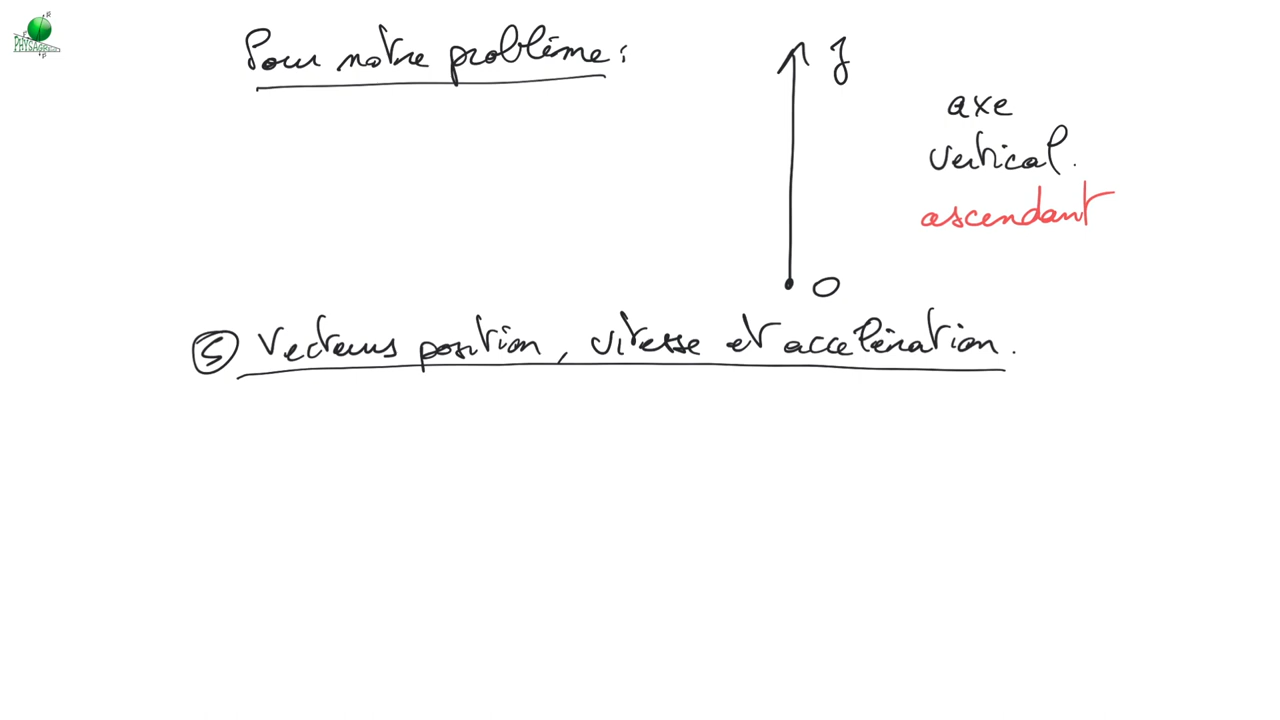 Pour notre problème :
z
axe
vertical.
ascendant
O
⑤ Vecteurs position, vitesse et accélération.